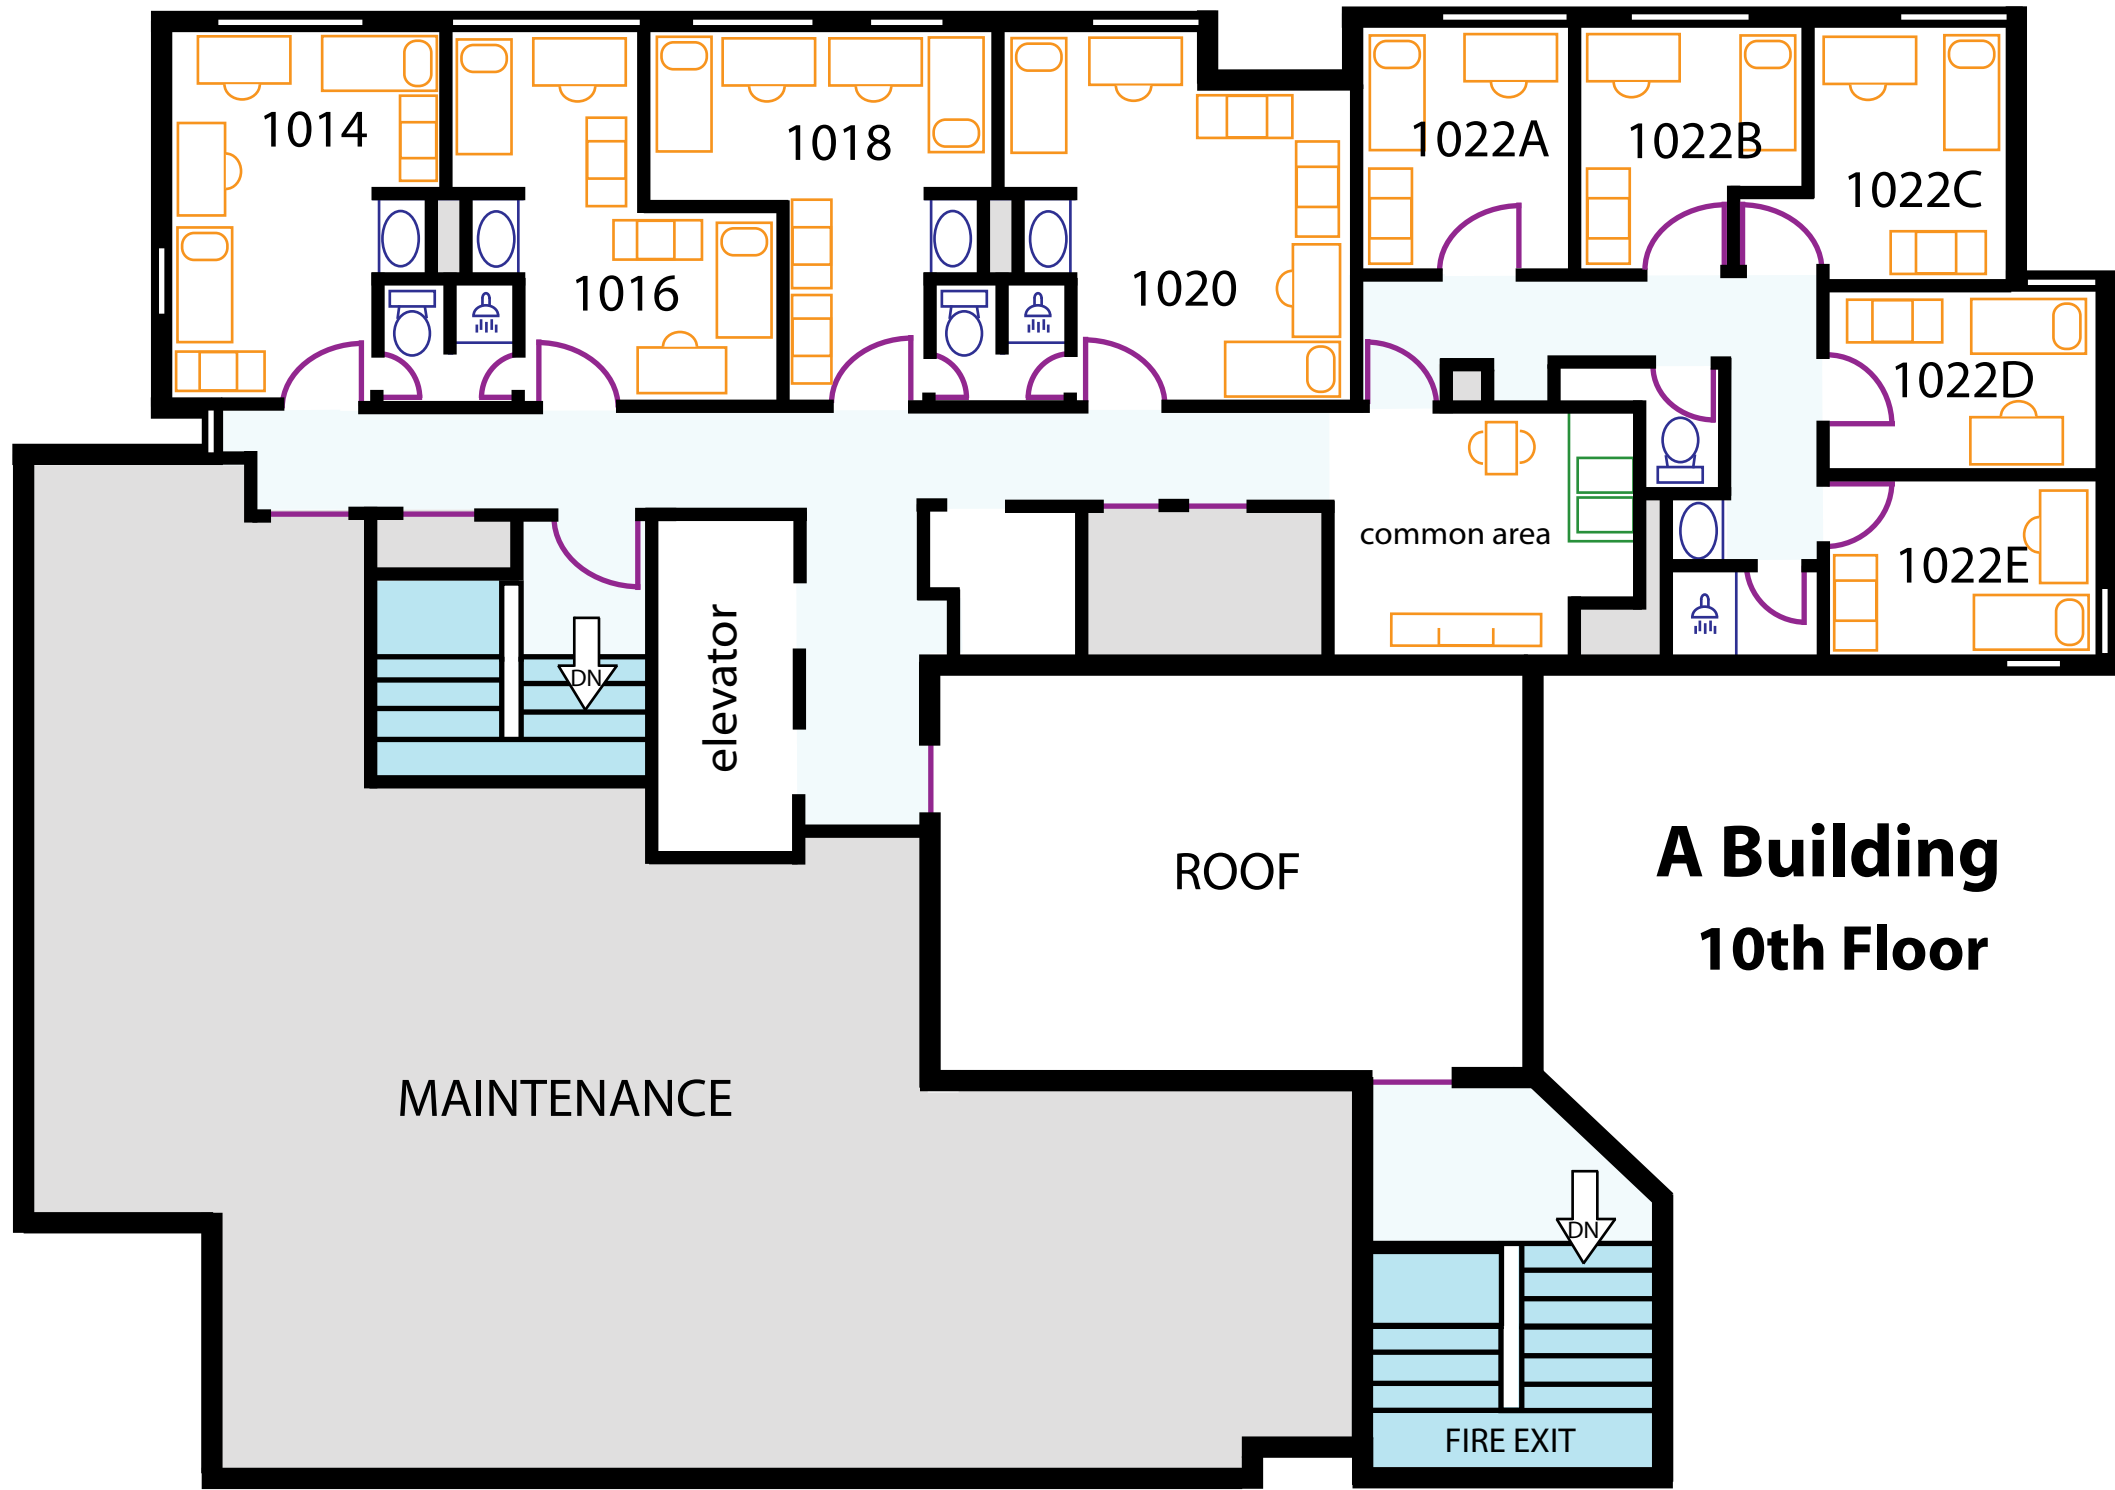 1014
1016
1018
1020
1022A
1022B
1022C
1022D
1022E
common area
elevator
DN
ROOF
A Building
10th Floor
MAINTENANCE
DN
FIRE EXIT